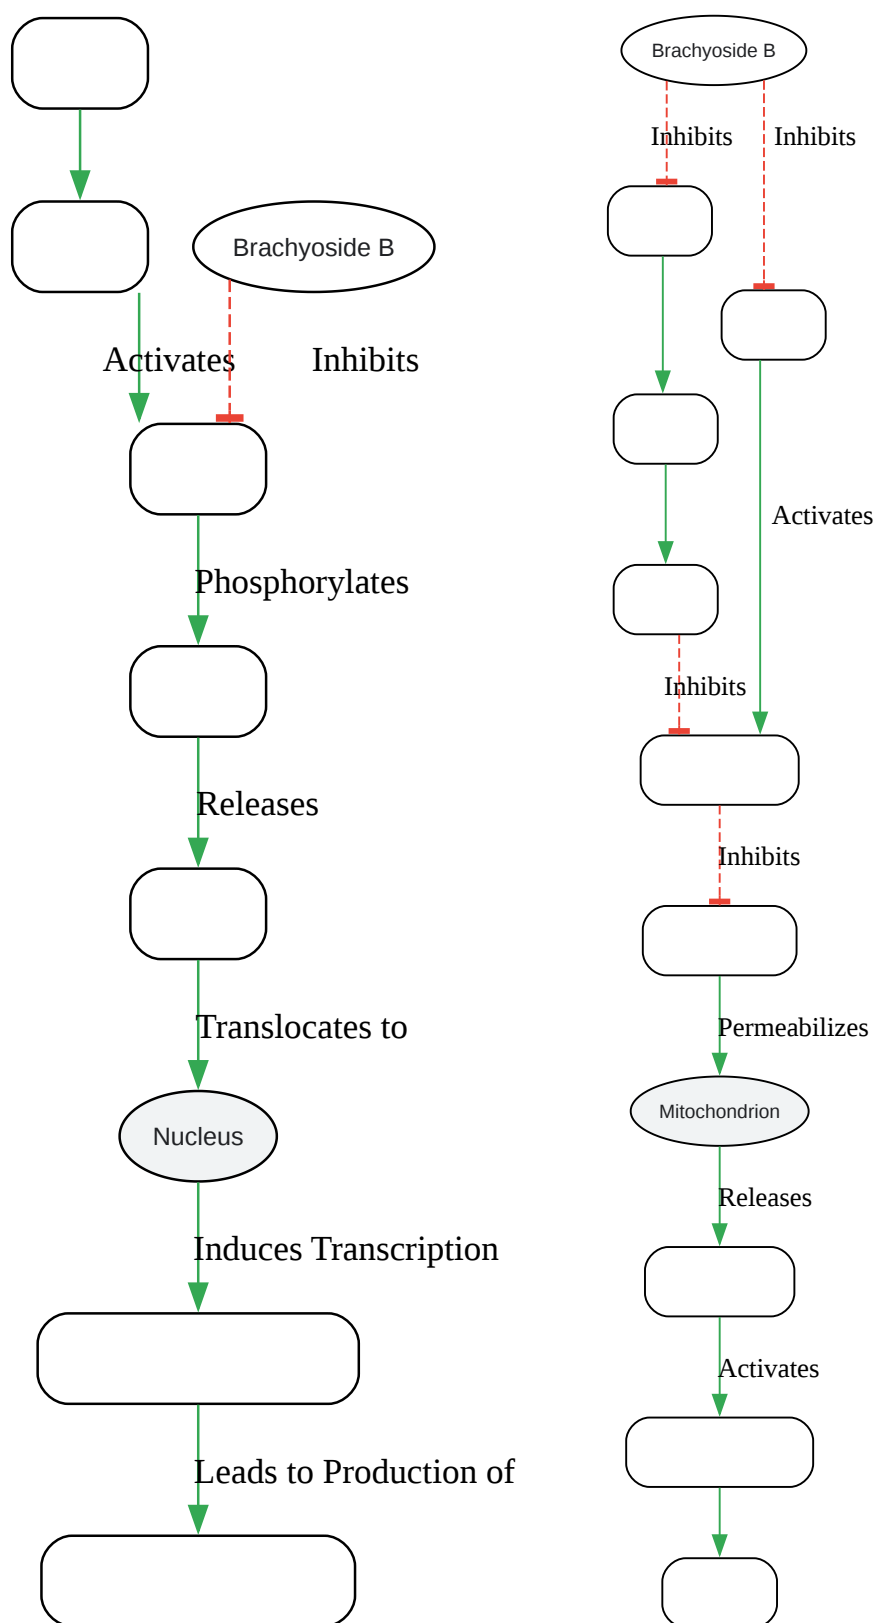 Brachyoside B
Activates
Inhibits
Phosphorylates
Releases
Translocates to
Nucleus
Induces Transcription
Leads to Production of
Brachyoside B
Inhibits
Inhibits
Activates
Inhibits
Inhibits
Permeabilizes
Mitochondrion
Releases
Activates